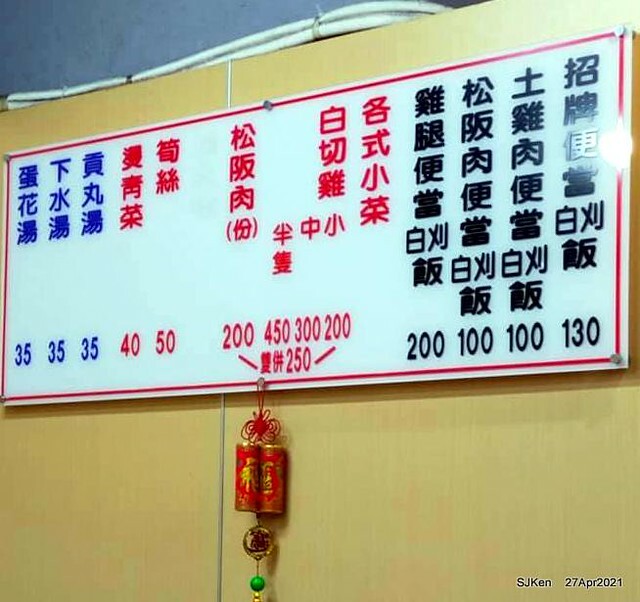 招牌便當 白刈飯 130
土雞肉便當 白刈飯 100
松阪肉便當 白刈飯 100
雞腿便當 白刈飯 200
各式小菜
白切雞 小 200
中 300
半隻 450
松阪肉(份) 200
雙併250
筍絲 50
燙青菜 40
貢丸湯 35
下水湯 35
蛋花湯 35
SJKen 27Apr2021